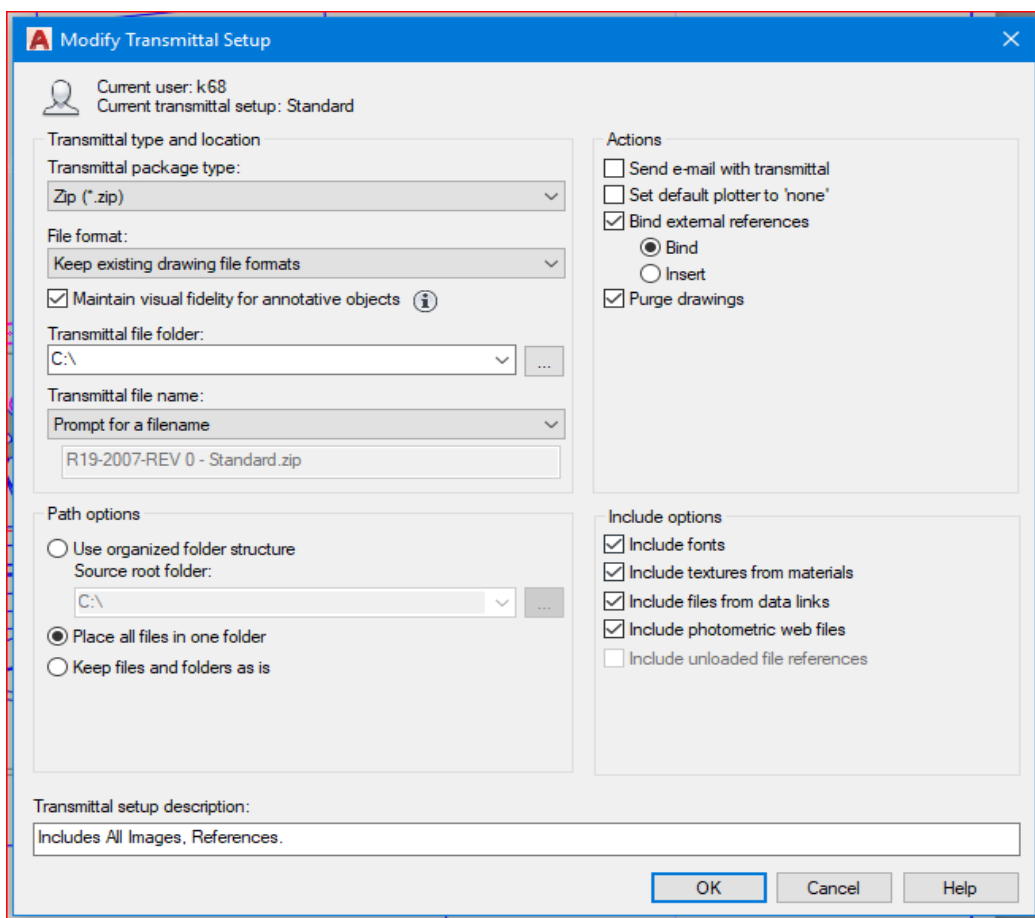 Modify Transmittal Setup
Current user: k68
Current transmittal setup: Standard
Transmittal type and location
Transmittal package type:
Zip (*.zip)
File format:
Keep existing drawing file formats
Maintain visual fidelity for annotative objects
Transmittal file folder:
C:\
...
Transmittal file name:
Prompt for a filename
R19-2007-REV 0 - Standard.zip
Actions
Send e-mail with transmittal
Set default plotter to 'none'
Bind external references
Bind
Insert
Purge drawings
Path options
Use organized folder structure
Source root folder:
C:\
...
Place all files in one folder
Keep files and folders as is
Include options
Include fonts
Include textures from materials
Include files from data links
Include photometric web files
Include unloaded file references
Transmittal setup description:
Includes All Images, References.
OK
Cancel
Help